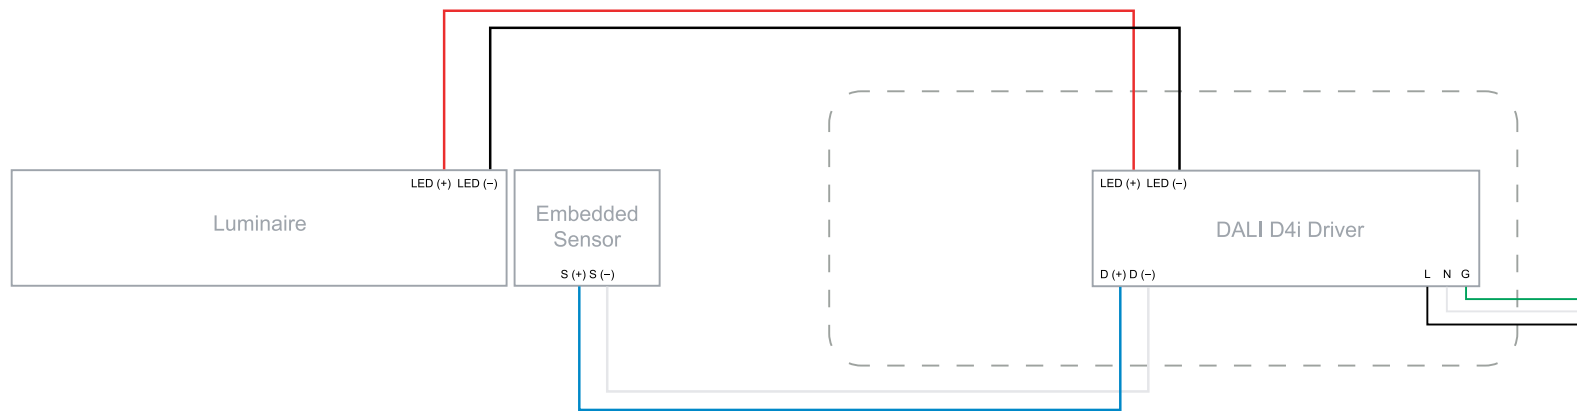 LED (+) LED (–)
Luminaire
Embedded
Sensor
S (+) S (–)
LED (+) LED (–)
DALI D4i Driver
D (+) D (–)
L N G